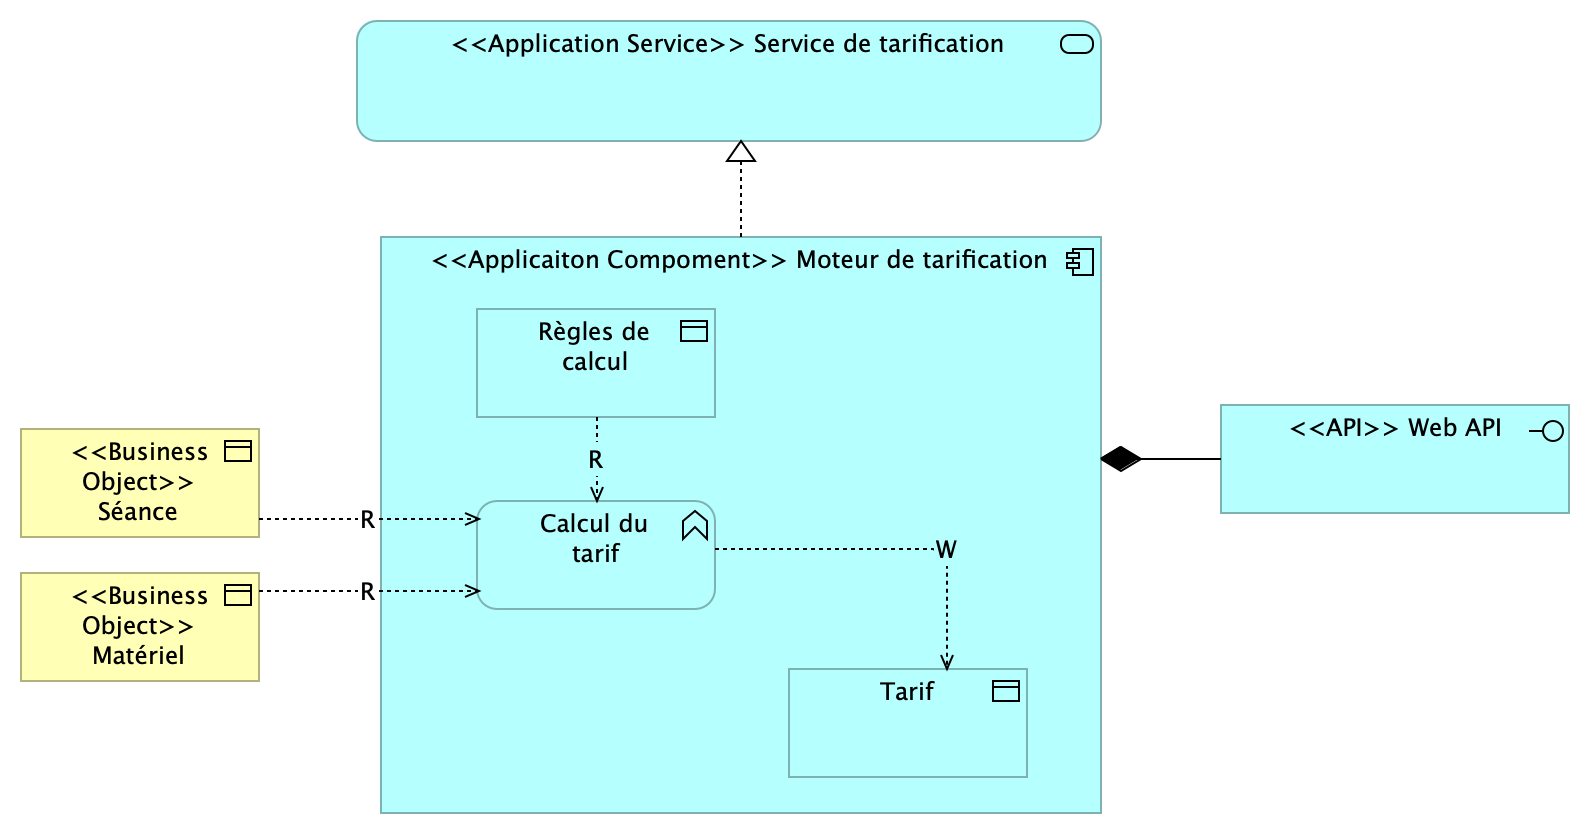 <<Application Service>> Service de tarification
<<Applicaiton Compoment>> Moteur de tarification
Règles de
calcul
R
<<Business
Object>>
Séance
R
Calcul du
tarif
W
<<API>> Web API
<<Business
Object>>
Matériel
R
Tarif